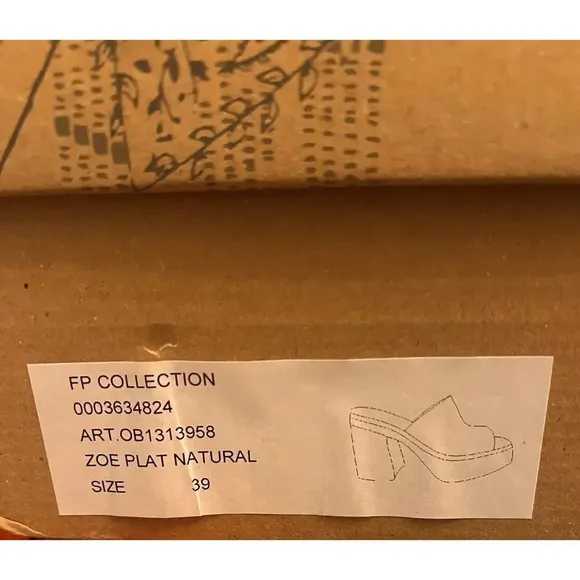 FP COLLECTION
0003634824
ART.OB1313958
ZOE PLAT NATURAL
SIZE 39